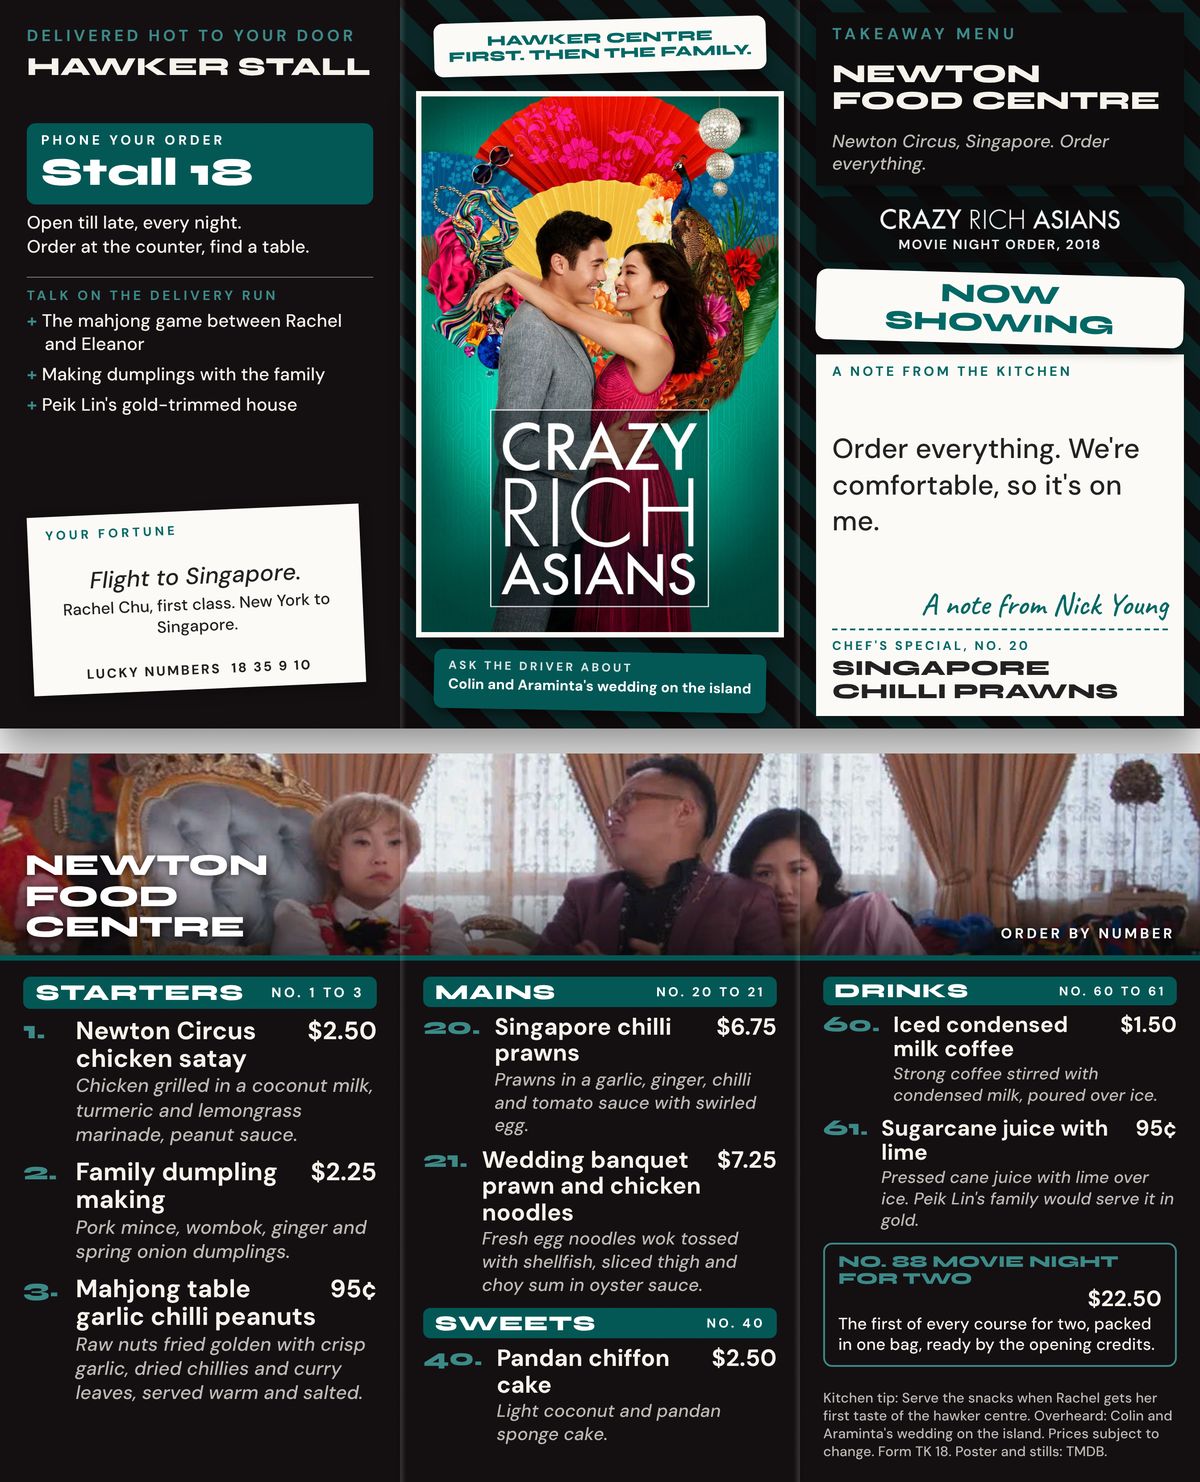 DELIVERED HOT TO YOUR DOOR
HAWKER STALL
PHONE YOUR ORDER
Stall 18
Open till late, every night.
Order at the counter, find a table.
TALK ON THE DELIVERY RUN
+ The mahjong game between Rachel
and Eleanor
+ Making dumplings with the family
+ Peik Lin's gold-trimmed house
YOUR FORTUNE
Flight to Singapore.
Rachel Chu, first class. New York to
Singapore.
LUCKY NUMBERS 18 35 9 10
HAWKER CENTRE
FIRST. THEN THE FAMILY.
CRAZY
RICH
ASIANS
ASK THE DRIVER ABOUT
Colin and Araminta's wedding on the island
TAKEAWAY MENU
NEWTON
FOOD CENTRE
Newton Circus, Singapore. Order
everything.
CRAZY RICH ASIANS
MOVIE NIGHT ORDER, 2018
NOW
SHOWING
A NOTE FROM THE KITCHEN
Order everything. We're
comfortable, so it's on
me.
A note from Nick Young
CHEF'S SPECIAL, NO. 20
SINGAPORE
CHILLI PRAWNS
NEWTON
FOOD
CENTRE
ORDER BY NUMBER
STARTERS NO. 1 TO 3
1. Newton Circus $2.50
chicken satay
Chicken grilled in a coconut milk,
turmeric and lemongrass
marinade, peanut sauce.
2. Family dumpling $2.25
making
Pork mince, wombok, ginger and
spring onion dumplings.
3. Mahjong table 95¢
garlic chilli peanuts
Raw nuts fried golden with crisp
garlic, dried chillies and curry
leaves, served warm and salted.
MAINS NO. 20 TO 21
20. Singapore chilli $6.75
prawns
Prawns in a garlic, ginger, chilli
and tomato sauce with swirled
egg.
21. Wedding banquet $7.25
prawn and chicken
noodles
Fresh egg noodles wok tossed
with shellfish, sliced thigh and
choy sum in oyster sauce.
SWEETS NO. 40
40. Pandan chiffon $2.50
cake
Light coconut and pandan
sponge cake.
DRINKS NO. 60 TO 61
60. Iced condensed $1.50
milk coffee
Strong coffee stirred with
condensed milk, poured over ice.
61. Sugarcane juice with 95¢
lime
Pressed cane juice with lime over
ice. Peik Lin's family would serve it in
gold.
NO. 88 MOVIE NIGHT
FOR TWO
$22.50
The first of every course for two, packed
in one bag, ready by the opening credits.
Kitchen tip: Serve the snacks when Rachel gets her
first taste of the hawker centre. Overheard: Colin and
Araminta's wedding on the island. Prices subject to
change. Form TK 18. Poster and stills: TMDB.